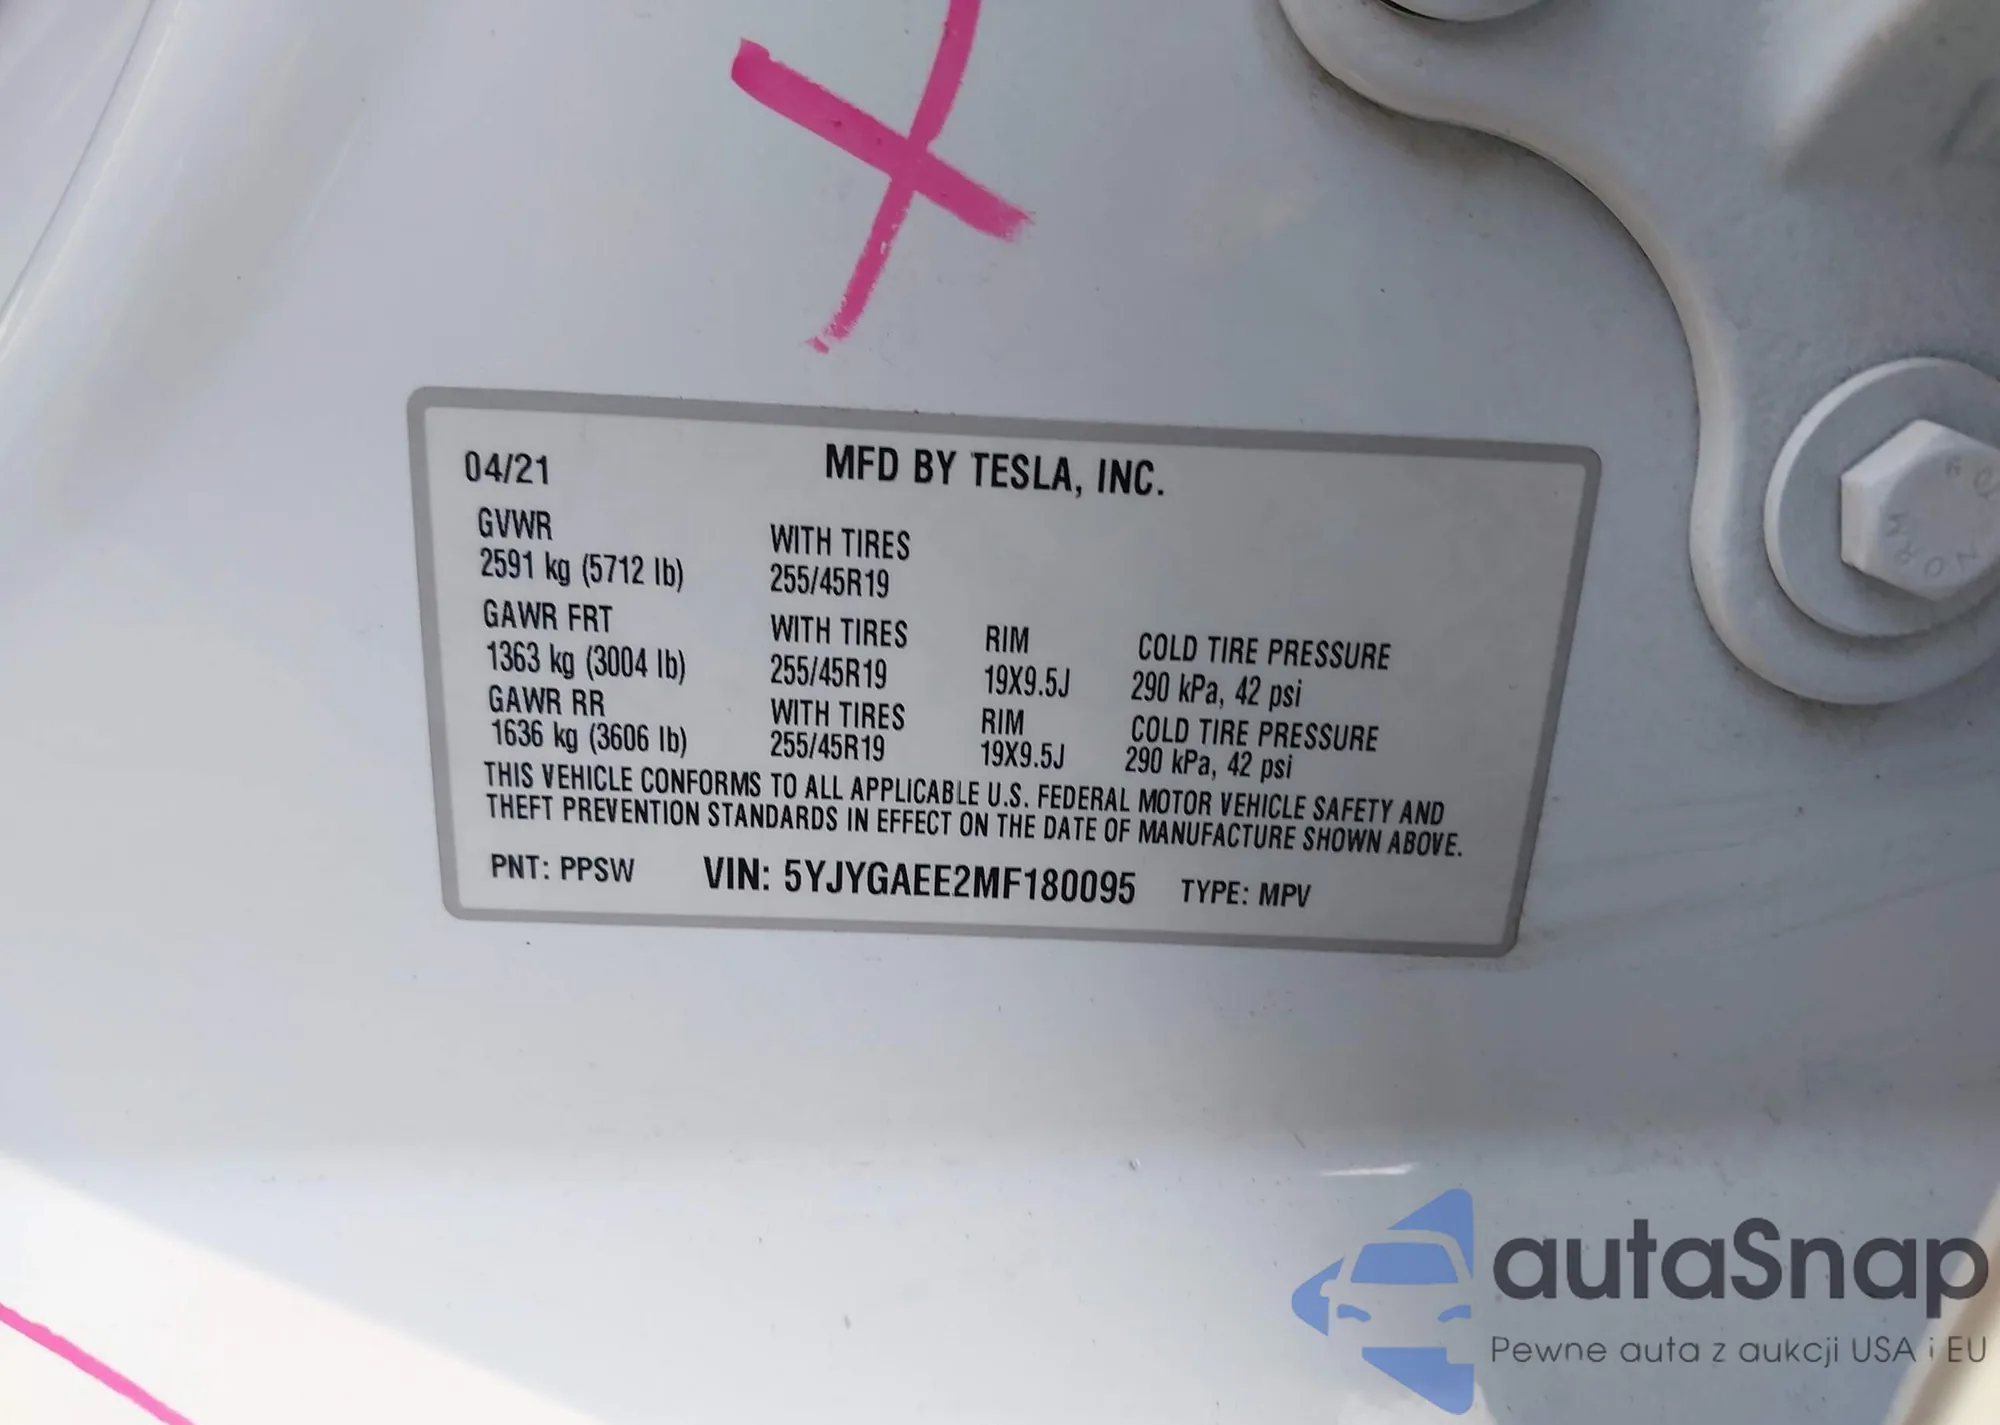 04/21 MFD BY TESLA, INC.
GVWR WITH TIRES
2591 kg (5712 lb) 255/45R19
GAWR FRT WITH TIRES RIM COLD TIRE PRESSURE
1363 kg (3004 lb) 255/45R19 19X9.5J 290 kPa, 42 psi
GAWR RR WITH TIRES RIM COLD TIRE PRESSURE
1636 kg (3606 lb) 255/45R19 19X9.5J 290 kPa, 42 psi
THIS VEHICLE CONFORMS TO ALL APPLICABLE U.S. FEDERAL MOTOR VEHICLE SAFETY AND
THEFT PREVENTION STANDARDS IN EFFECT ON THE DATE OF MANUFACTURE SHOWN ABOVE.
PNT: PPSW VIN: 5YJYGAEE2MF180095 TYPE: MPV
autaSnap
Pewne auta z aukcji USA i EU